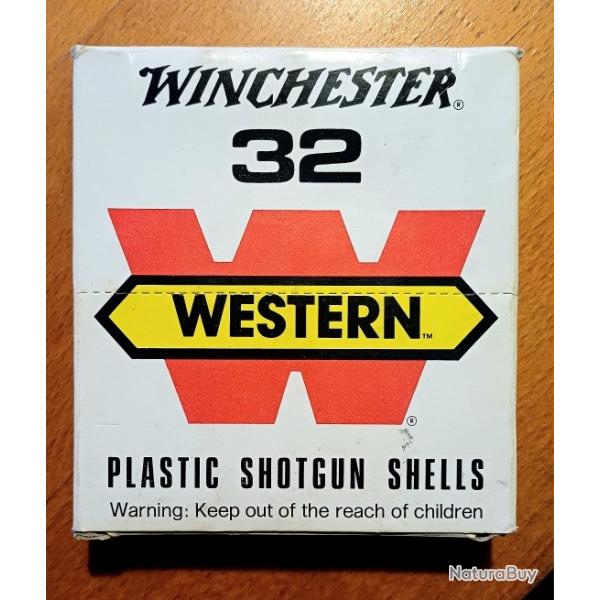 WINCHESTER®
32
WESTERN™
®
PLASTIC SHOTGUN SHELLS
Warning: Keep out of the reach of children
NaturaBuy